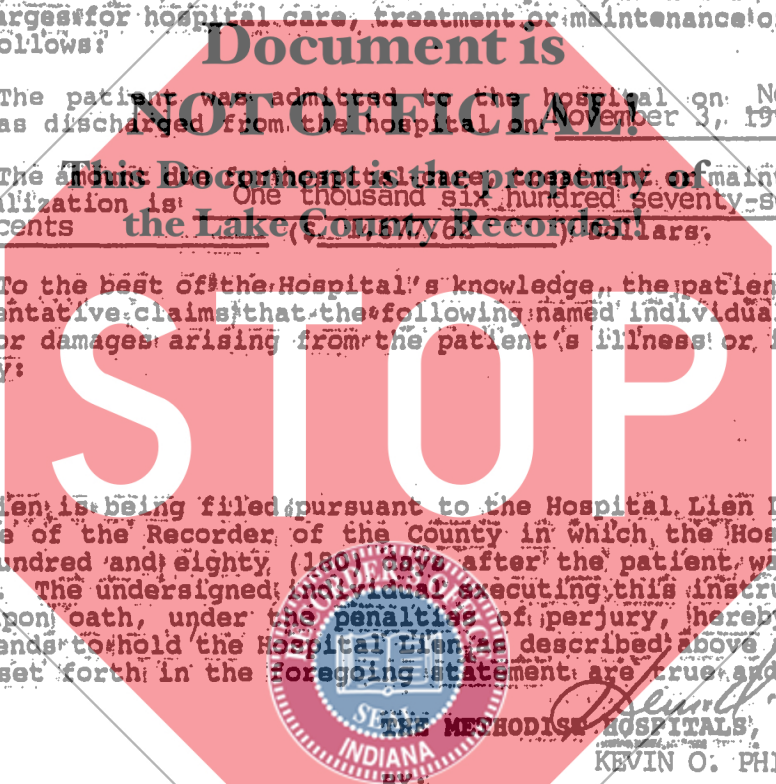 arges for hospital care, treatment or maintenance o
ollows:
Document is
The patient was admitted to the hospital on
NOT OFFICIAL!
as discharged from the hospital on November 3, 19
This Document is the property of
The amount due for hospital care, treatment or maint
alization is One thousand six hundred seventy-s
the Lake County Recorder!
cents ($ ) Dollars.
To the best of the Hospital's knowledge, the patien
entative claims that the following named individua
or damages arising from the patient's illness or
y:
STOP
ien is being filed pursuant to the Hospital Lien
e of the Recorder of the County in which the Hos
undred and eighty (180) days after the patient w
The undersigned executing this instr
pon oath, under the penalties of perjury, hereb
ends to hold the Hospital Lien as described above
set forth in the foregoing statement are true and
RECORDER'S OFFICE
SEAL
INDIANA
THE METHODIST HOSPITALS,
KEVIN O. PH
BY: